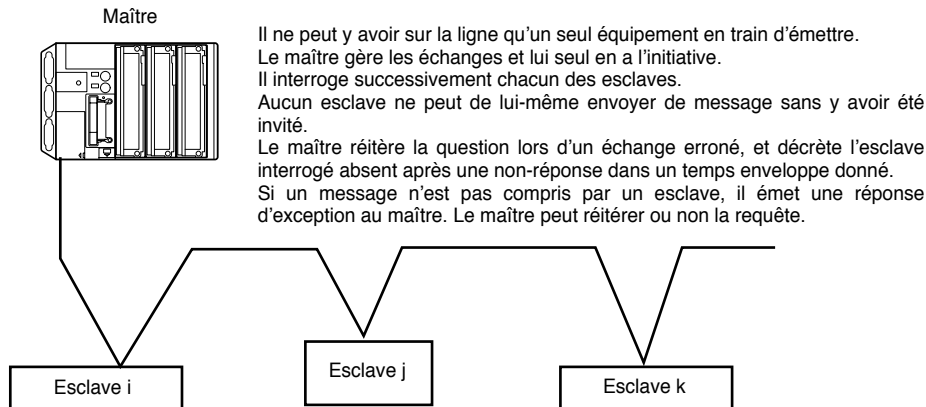 Maître
Il ne peut y avoir sur la ligne qu'un seul équipement en train d'émettre.
Le maître gère les échanges et lui seul en a l'initiative.
Il interroge successivement chacun des esclaves.
Aucun esclave ne peut de lui-même envoyer de message sans y avoir été
invité.
Le maître réitère la question lors d'un échange erroné, et décrète l'esclave
interrogé absent après une non-réponse dans un temps enveloppe donné.
Si un message n'est pas compris par un esclave, il émet une réponse
d'exception au maître. Le maître peut réitérer ou non la requête.
Esclave i
Esclave j
Esclave k